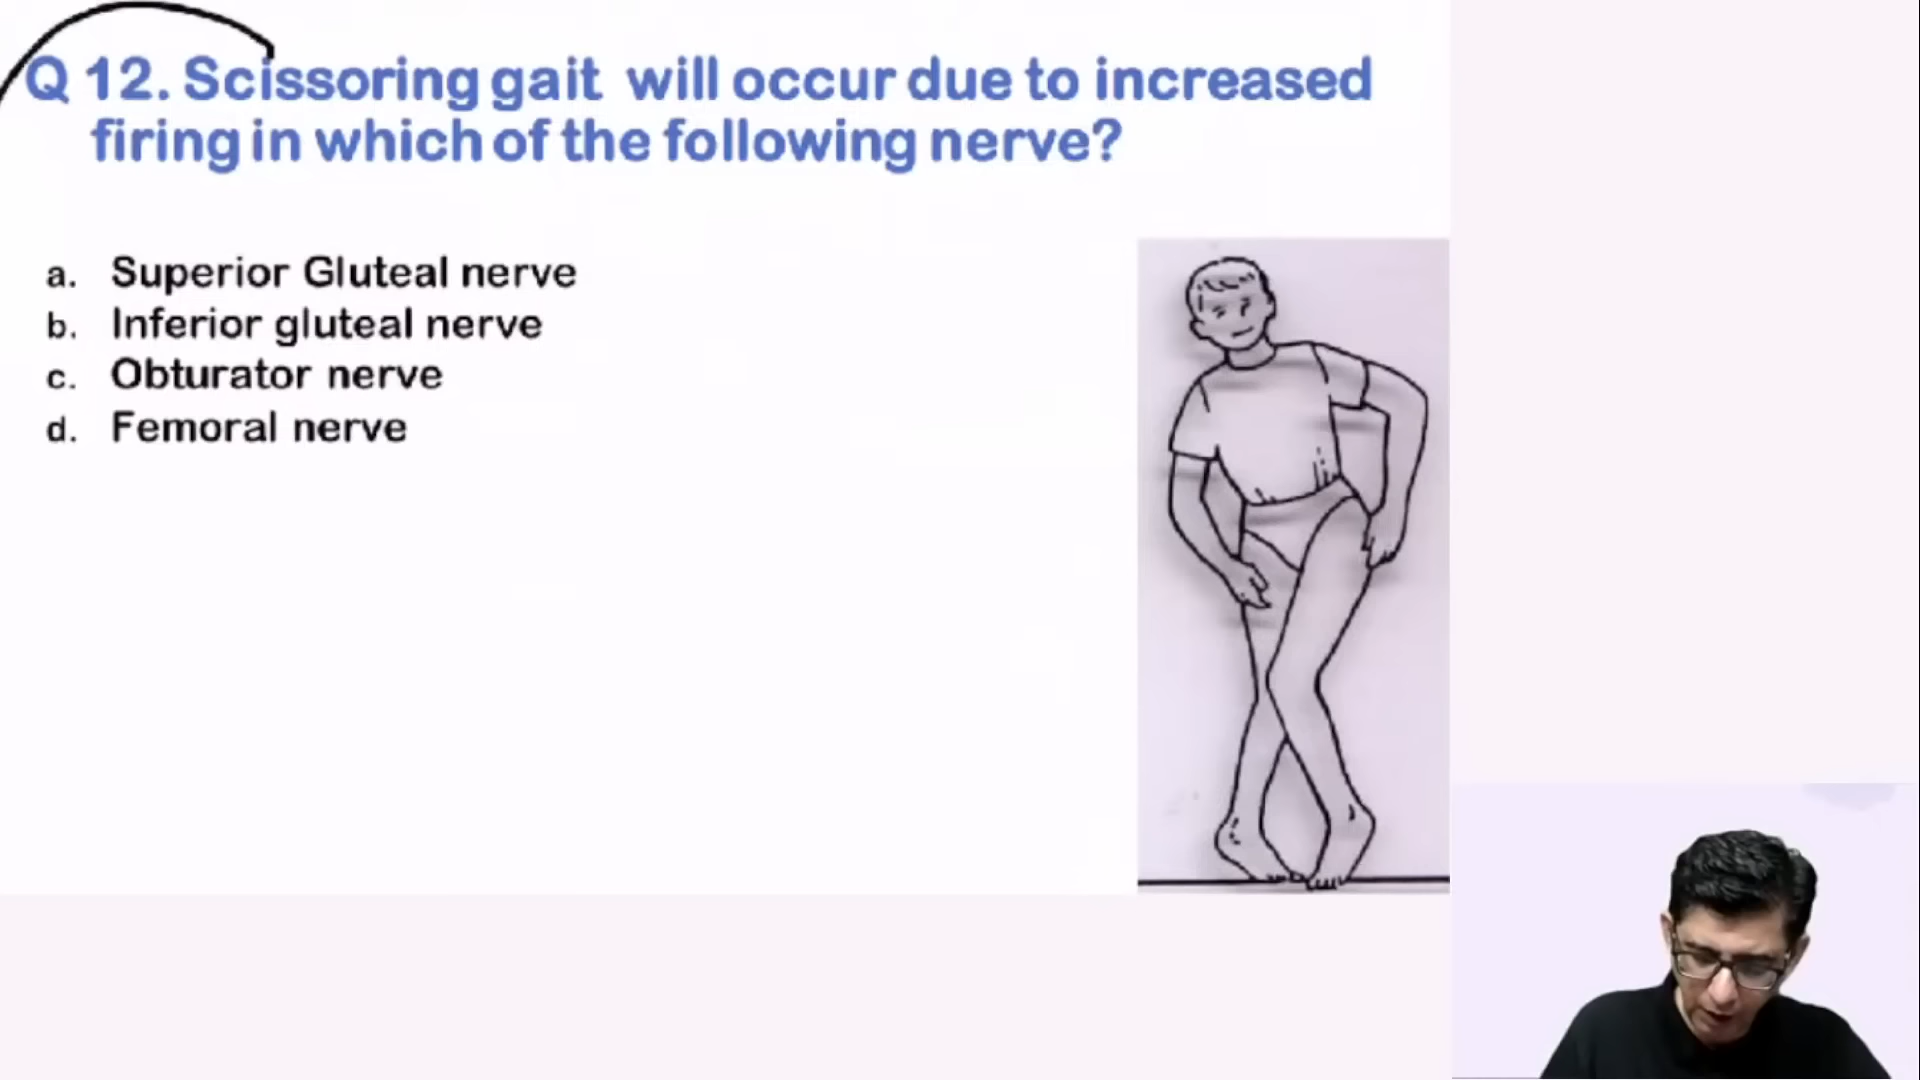 Q 12. Scissoring gait will occur due to increased
firing in which of the following nerve?
a. Superior Gluteal nerve
b. Inferior gluteal nerve
c. Obturator nerve
d. Femoral nerve